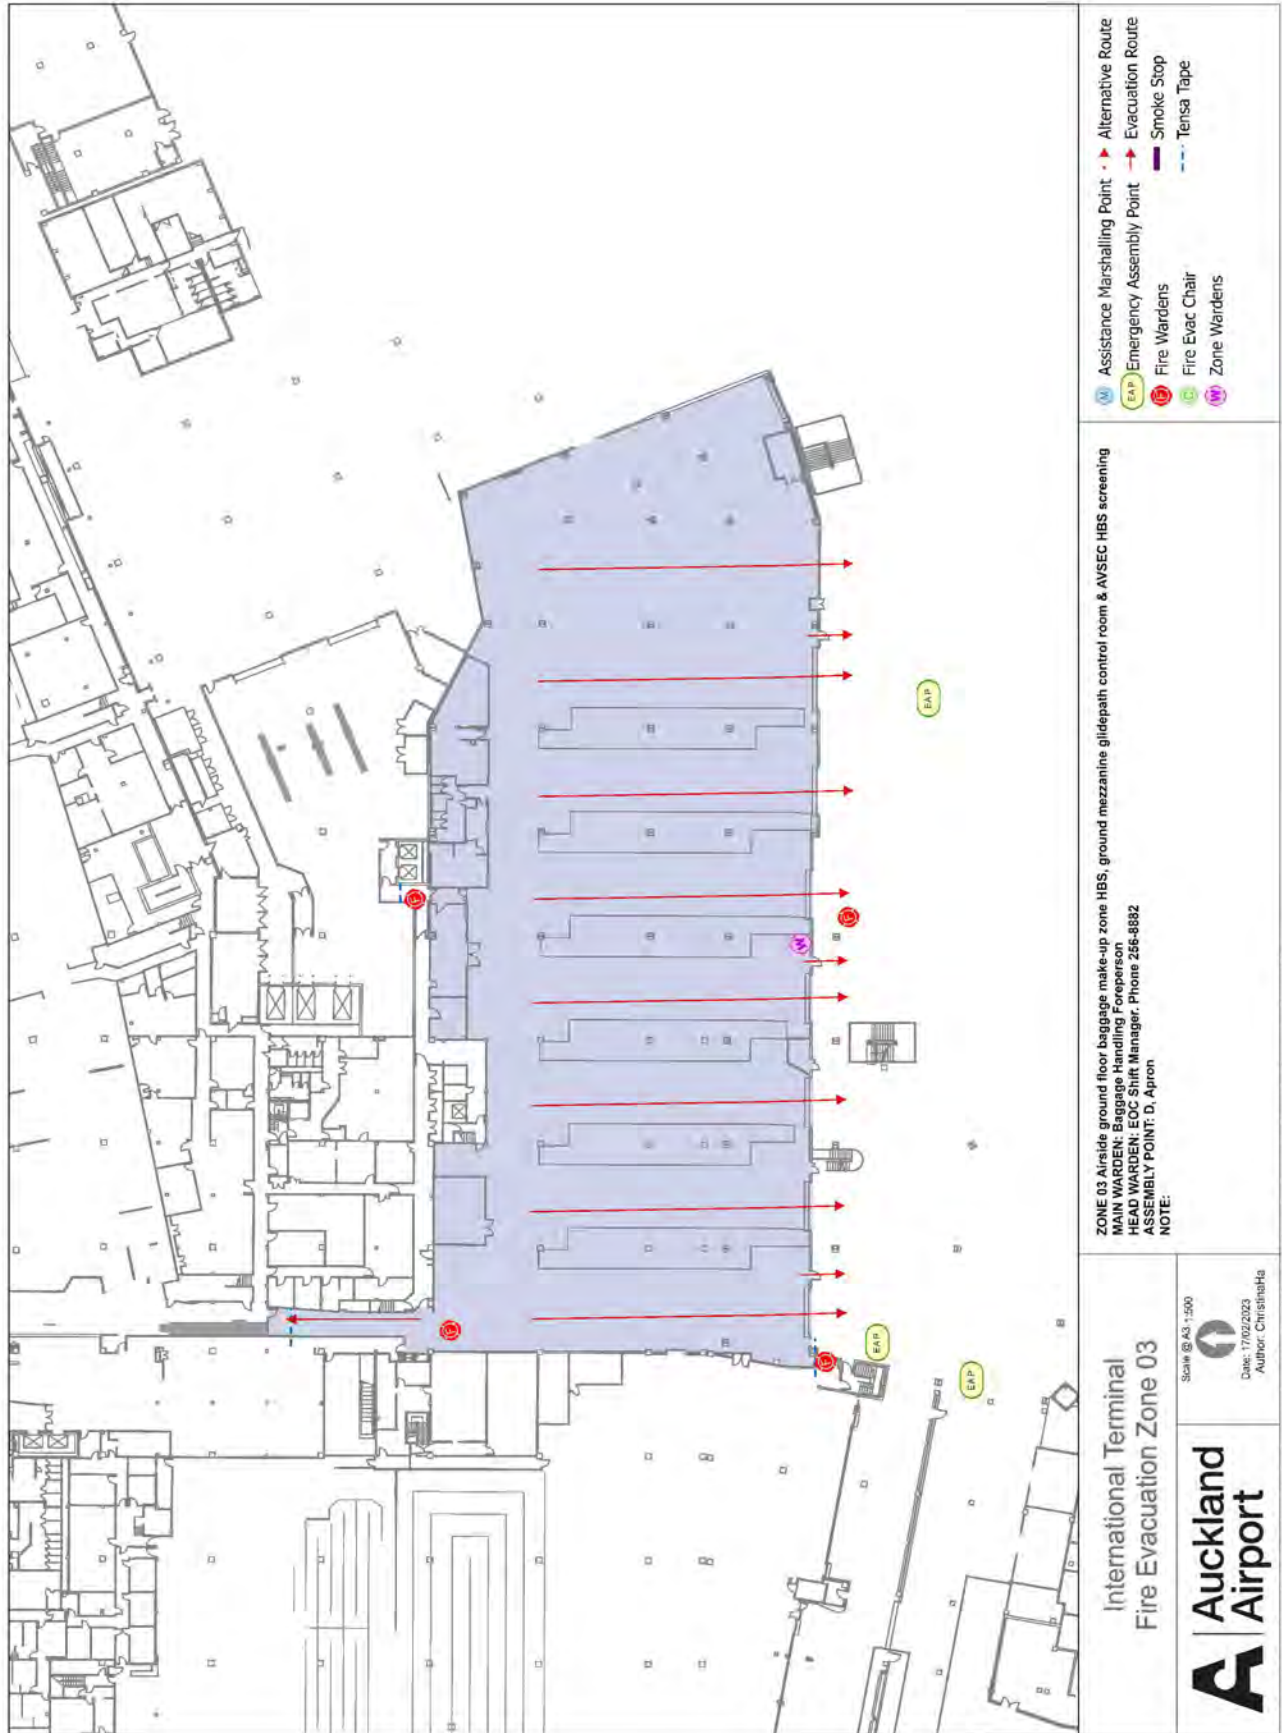 EAP
EAP
EAP
F
F
F
F
W
International Terminal
Fire Evacuation Zone 03
Auckland
Airport
Scale @ A3 1:500
Date: 17/02/2023
Author: ChristinaHa
ZONE 03 Airside ground floor baggage make-up zone HBS, ground mezzanine glidepath control room & AVSEC HBS screening
MAIN WARDEN: Baggage Handling Foreperson
HEAD WARDEN: EOC Shift Manager. Phone 256-8882
ASSEMBLY POINT: D, Apron
NOTE:
M Assistance Marshalling Point
EAP Emergency Assembly Point
F Fire Wardens
C Fire Evac Chair
W Zone Wardens
Alternative Route
Evacuation Route
Smoke Stop
Tensa Tape